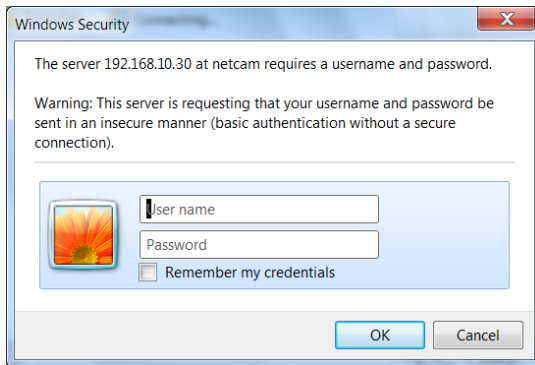 Windows Security
The server 192.168.10.30 at netcam requires a username and password.
Warning: This server is requesting that your username and password be
sent in an insecure manner (basic authentication without a secure
connection).
User name
Password
Remember my credentials
OK
Cancel